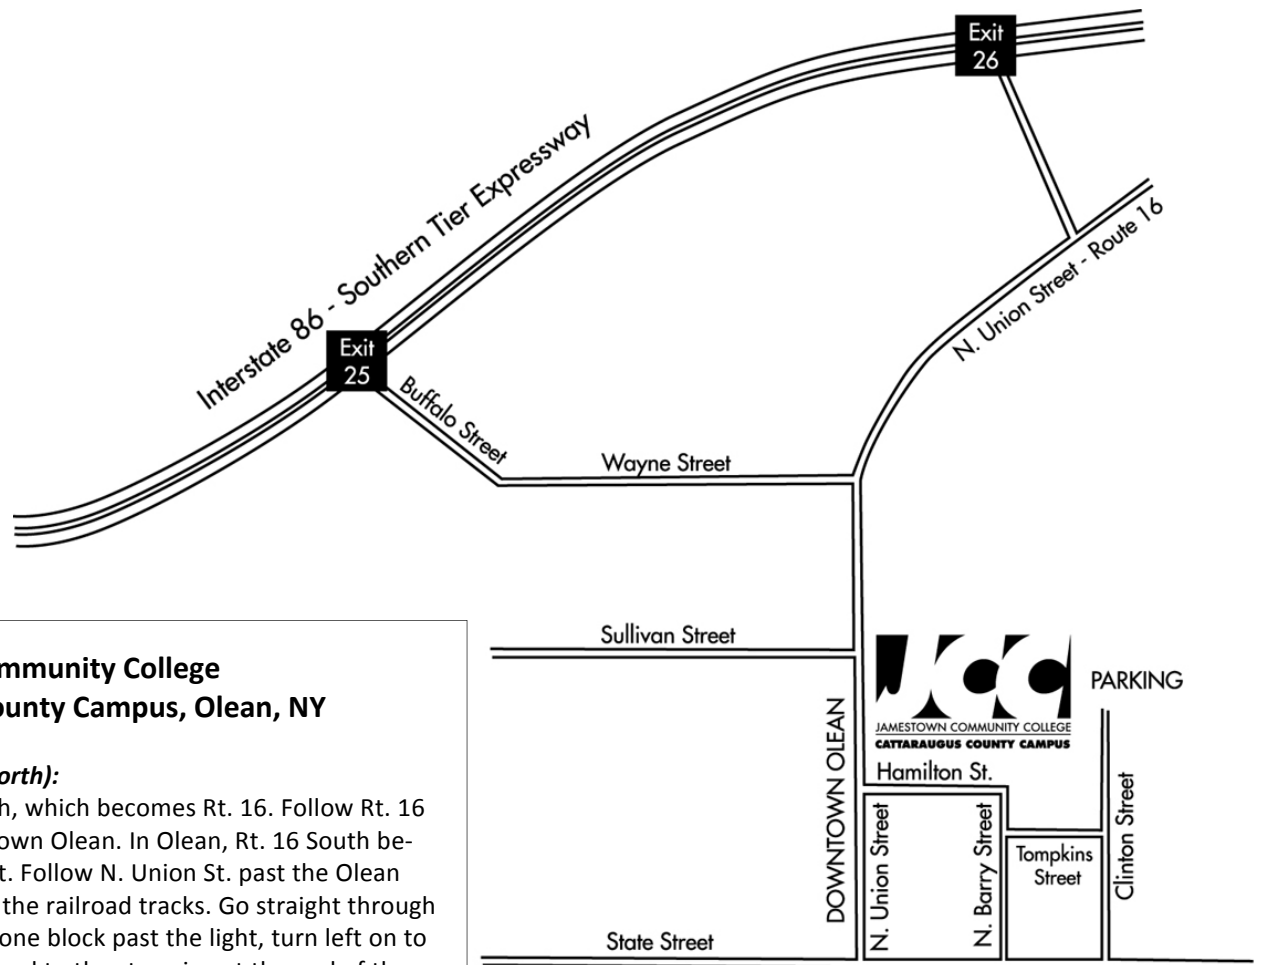 Exit
26
Interstate 86 - Southern Tier Expressway
N. Union Street - Route 16
Exit
25
Buffalo Street
Wayne Street
Sullivan Street
JCC
JAMESTOWN COMMUNITY COLLEGE
CATTARAUGUS COUNTY CAMPUS
PARKING
DOWNTOWN OLEAN
Hamilton St.
N. Union Street
N. Barry Street
Tompkins
Street
Clinton Street
State Street
College
Campus, Olean, NY
which becomes Rt. 16. Follow Rt. 16
Olean. In Olean, Rt. 16 South be-
Follow N. Union St. past the Olean
the railroad tracks. Go straight through
one block past the light, turn left on to